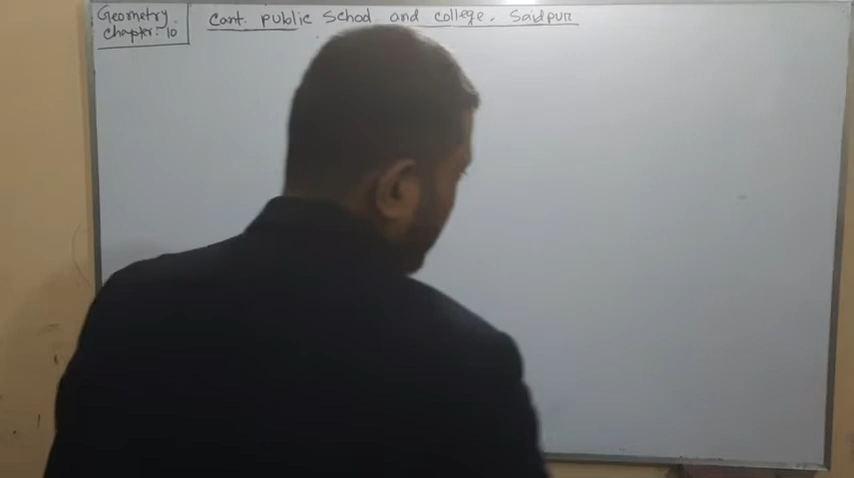 Geometry.
chapter:- 10
Cant. public School and college, Saidpur